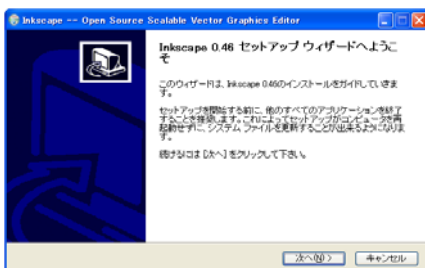 Inkscape -- Open Source Scalable Vector Graphics Editor
Inkscape 0.46 セットアップ ウィザードへようこ
そ
このウィザードは、Inkscape 0.46のインストールをガイドしていきま
す。
セットアップを開始する前に、他のすべてのアプリケーションを終了
することを推奨します。これによってセットアップがコンピュータを再
起動せずに、システム ファイルを更新することが出来るようになりま
す。
続けるには [次へ] をクリックして下さい。
次へ(N) >
キャンセル